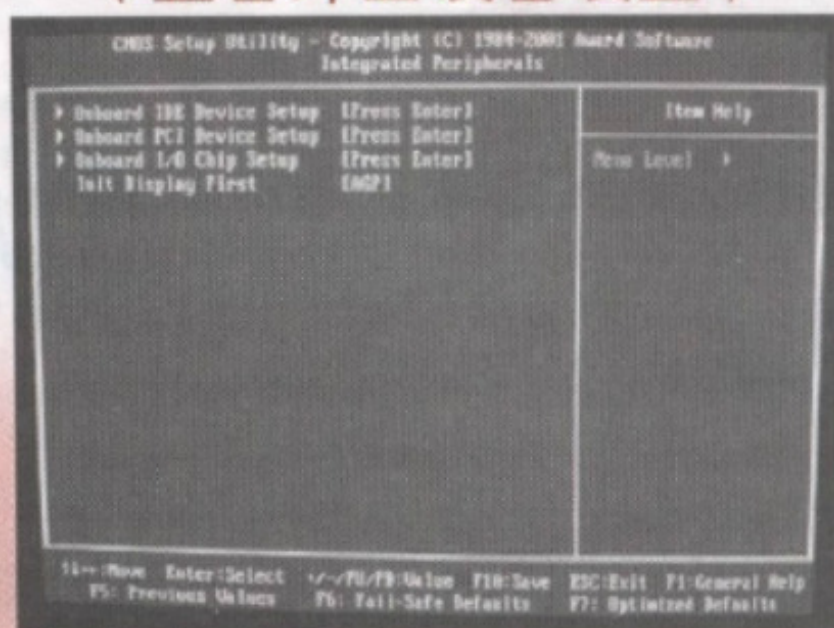 CMOS Setup Utility - Copyright (C) 1984-2001 Award Software
Integrated Peripherals
Onboard IDE Device Setup [Press Enter]
Onboard PCI Device Setup [Press Enter]
Onboard I/O Chip Setup [Press Enter]
Init Display First [AGP]
Item Help
Menu Level
↑↓→←:Move Enter:Select +/-/PU/PD:Value F10:Save ESC:Exit F1:General Help
F5: Previous Values F6: Fail-Safe Defaults F7: Optimized Defaults